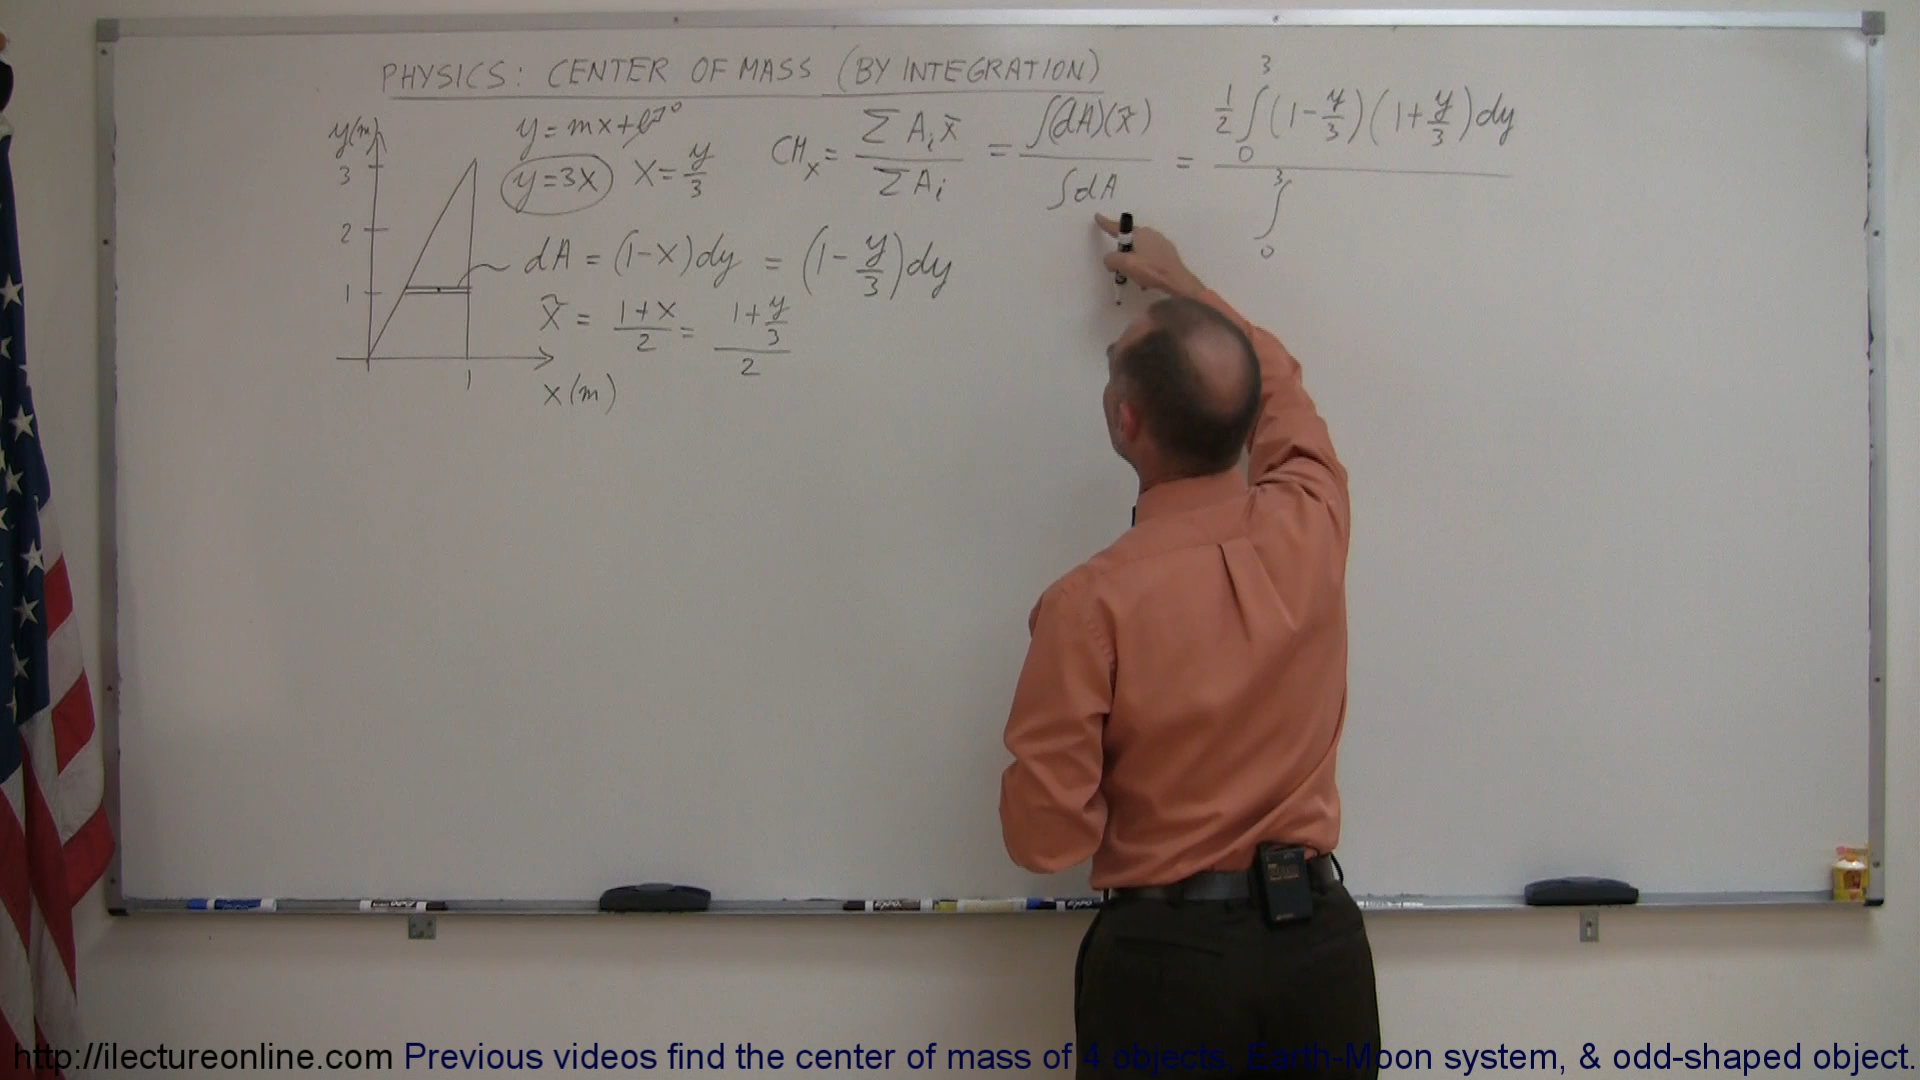 PHYSICS: CENTER OF MASS (BY INTEGRATION)
y(m)
3
2
1
1
x(m)
y = mx + b→0
y = 3x
x = y/3
dA = (1-x)dy = (1 - y/3)dy
x̃ = (1+x)/2 = (1 + y/3)/2
CM_x = ΣA_i x̃ / ΣA_i = ∫(dA)(x̃) / ∫dA = 1/2 ∫_0^3 (1 - y/3)(1 + y/3)dy / ∫_0^3
http://ilectureonline.com Previous videos find the center of mass of 4 objects, Earth-Moon system, & odd-shaped object.